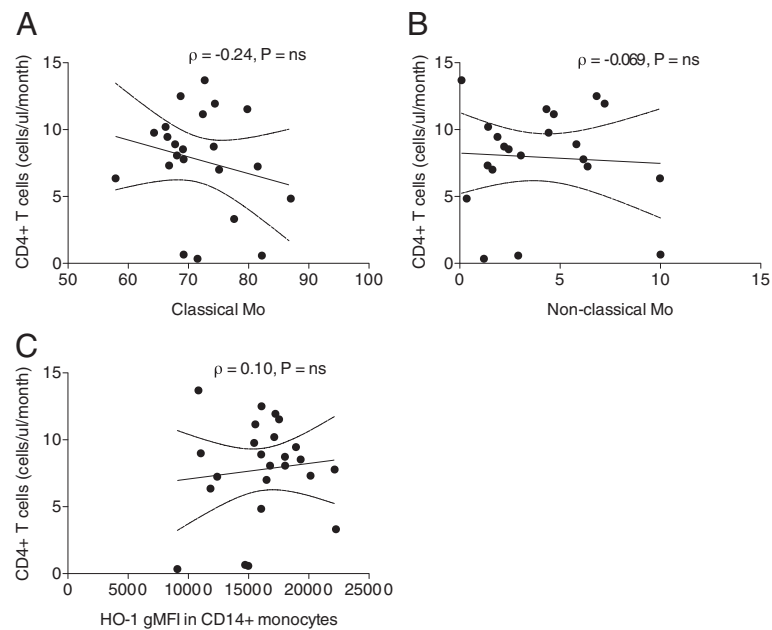 A
ρ = -0.24, P = ns
CD4+ T cells (cells/ul/month)
15
10
5
0
50 60 70 80 90 100
Classical Mo
B
ρ = -0.069, P = ns
CD4+ T cells (cells/ul/month)
15
10
5
0
0 5 10 15
Non-classical Mo
C
ρ = 0.10, P = ns
CD4+ T cells (cells/ul/month)
15
10
5
0
0 5000 10000 15000 20000 25000
HO-1 gMFI in CD14+ monocytes